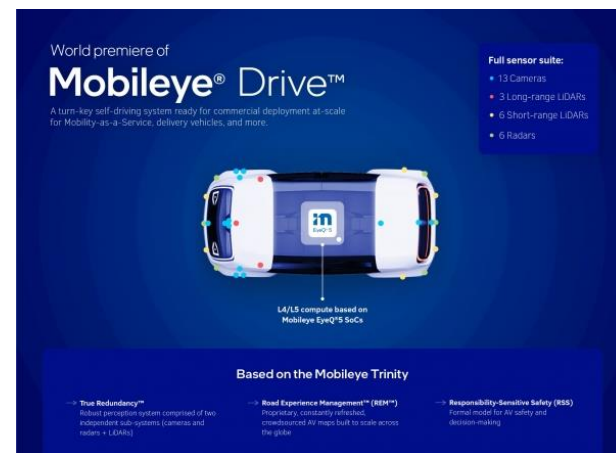 World premiere of
Mobileye® Drive™
A turn-key self-driving system ready for commercial deployment at-scale
for Mobility-as-a-Service, delivery vehicles, and more.
Full sensor suite:
13 Cameras
3 Long-range LiDARs
6 Short-range LiDARs
6 Radars
EyeQ®5
L4/L5 compute based on
Mobileye EyeQ®5 SoCs
Based on the Mobileye Trinity
True Redundancy™
Robust perception system comprised of two
independent sub-systems (cameras and
radars + LiDARs)
Road Experience Management™ (REM™)
Proprietary, constantly refreshed,
crowdsourced AV maps built to scale across
the globe
Responsibility-Sensitive Safety (RSS)
Formal model for AV safety and
decision-making